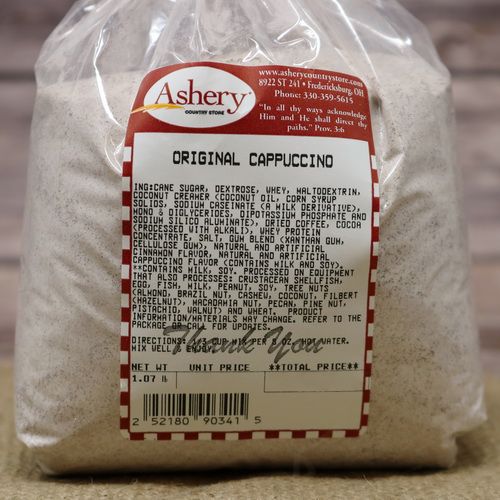 Ashery
COUNTRY STORE
www.asherycountrystore.com
8922 ST 241 • Fredericksburg, OH
Phone: 330-359-5615
"In all thy ways acknowledge
Him and He shall direct thy
paths." Prov. 3:6
ORIGINAL CAPPUCCINO
ING:CANE SUGAR, DEXTROSE, WHEY, MALTODEXTRIN,
COCONUT CREAMER (COCONUT OIL, CORN SYRUP
SOLIDS, SODIUM CASEINATE (A MILK DERIVATIVE),
MONO & DIGLYCERIDES, DIPOTASSIUM PHOSPHATE AND
SODIUM SILICO ALUMINATE), DRIED COFFEE, COCOA
(PROCESSED WITH ALKALI), WHEY PROTEIN
CONCENTRATE, SALT, GUM BLEND (XANTHAN GUM,
CELLULOSE GUM), NATURAL AND ARTIFICIAL
CINNAMON FLAVOR, NATURAL AND ARTIFICIAL
CAPPUCCINO FLAVOR (CONTAINS MILK AND SOY).
**CONTAINS MILK, SOY. PROCESSED ON EQUIPMENT
THAT ALSO PROCESSES: CRUSTACEAN SHELLFISH,
EGG, FISH, MILK, PEANUT, SOY, TREE NUTS
(ALMOND, BRAZIL NUT, CASHEW, COCONUT, FILBERT
(HAZELNUT), MACADAMIA NUT, PECAN, PINE NUT,
PISTACHIO, WALNUT) AND WHEAT. PRODUCT
INFORMATION/MATERIALS MAY CHANGE. REFER TO THE
PACKAGE OR CALL FOR UPDATES.
Thank You
DIRECTIONS: 1/3 CUP MIX PER 8 OZ. HOT WATER.
MIX WELL & ENJOY.
NET WT UNIT PRICE **TOTAL PRICE**
1.07 lb
2 52180 90341 5